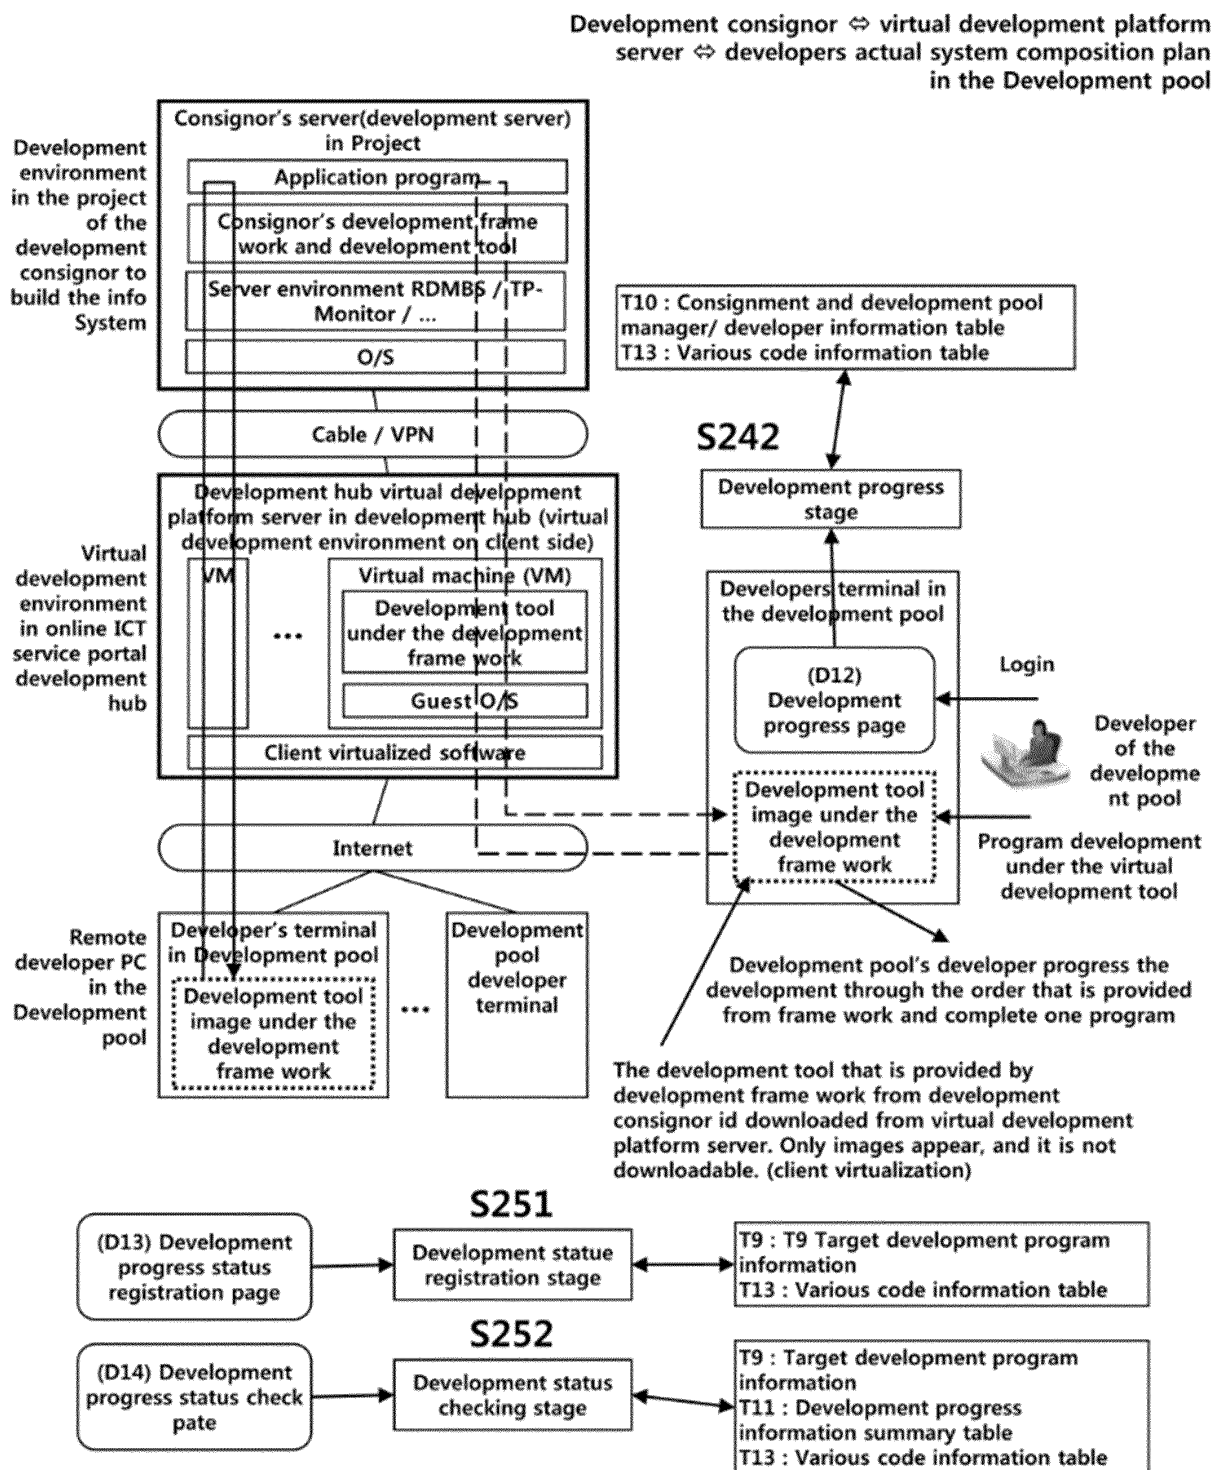 Development consignor ⇔ virtual development platform
server ⇔ developers actual system composition plan
in the Development pool
Consignor's server(development server)
in Project
Application program
Consignor's development frame
work and development tool
Server environment RDMBS / TP-
Monitor / ...
O/S
Development
environment
in the project
of the
development
consignor to
build the info
System
Cable / VPN
Development hub virtual development
platform server in development hub (virtual
development environment on client side)
VM
...
Virtual machine (VM)
Development tool
under the development
frame work
Guest O/S
Client virtualized software
Virtual
development
environment
in online ICT
service portal
development
hub
Internet
Developer's terminal
in Development pool
Development tool
image under the
development
frame work
...
Development
pool
developer
terminal
Remote
developer PC
in the
Development
pool
T10 : Consignment and development pool
manager/ developer information table
T13 : Various code information table
S242
Development progress
stage
Developers terminal in
the development pool
(D12)
Development
progress page
Login
Developer
of the
developme
nt pool
Development tool
image under the
development
frame work
Program development
under the virtual
development tool
Development pool's developer progress the
development through the order that is provided
from frame work and complete one program
The development tool that is provided by
development frame work from development
consignor id downloaded from virtual development
platform server. Only images appear, and it is not
downloadable. (client virtualization)
S251
(D13) Development
progress status
registration page
Development statue
registration stage
T9 : T9 Target development program
information
T13 : Various code information table
S252
(D14) Development
progress status check
pate
Development status
checking stage
T9 : Target development program
information
T11 : Development progress
information summary table
T13 : Various code information table